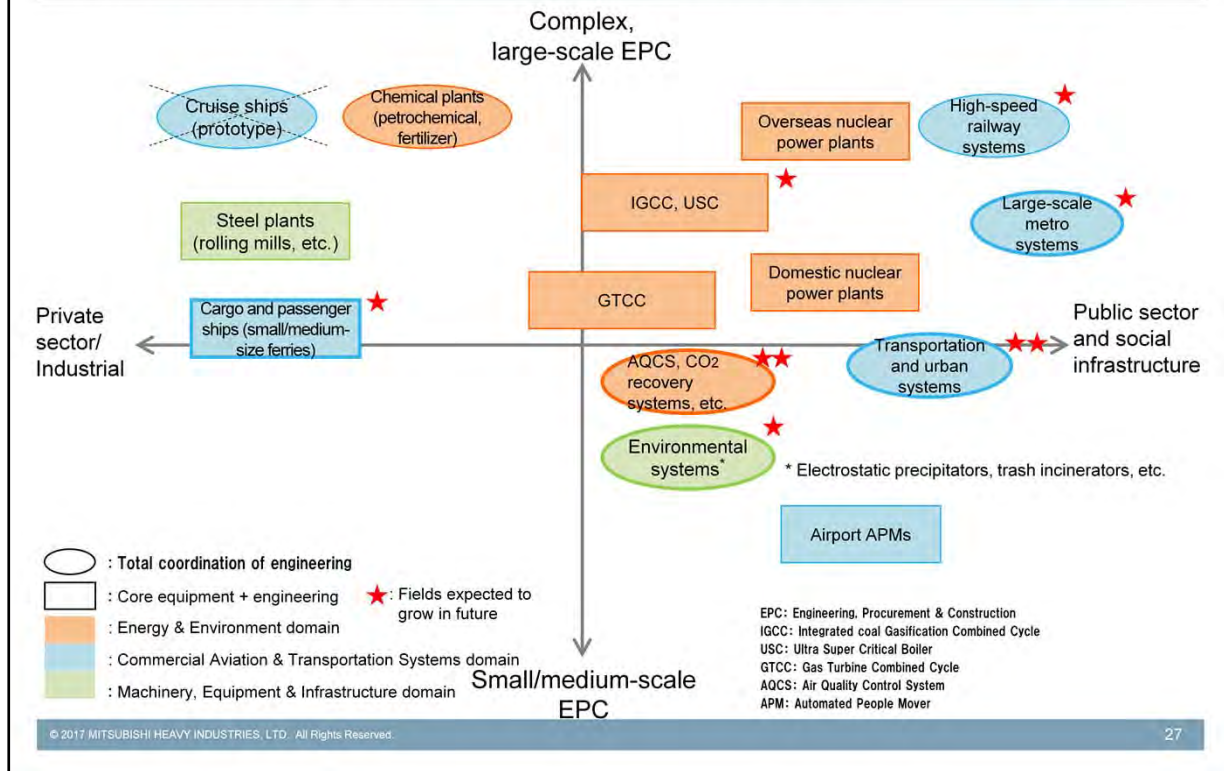 Complex,
large-scale EPC
Cruise ships
(prototype)
Chemical plants
(petrochemical,
fertilizer)
Overseas nuclear
power plants
High-speed
railway
systems
IGCC, USC
Large-scale
metro
systems
Steel plants
(rolling mills, etc.)
Domestic nuclear
power plants
GTCC
Private
sector/
Industrial
Cargo and passenger
ships (small/medium-
size ferries)
Public sector
and social
infrastructure
AQCS, CO2
recovery
systems, etc.
Transportation
and urban
systems
Environmental
systems*
* Electrostatic precipitators, trash incinerators, etc.
Airport APMs
: Total coordination of engineering
: Core equipment + engineering
: Fields expected to
grow in future
: Energy & Environment domain
: Commercial Aviation & Transportation Systems domain
: Machinery, Equipment & Infrastructure domain
Small/medium-scale
EPC
EPC: Engineering, Procurement & Construction
IGCC: Integrated coal Gasification Combined Cycle
USC: Ultra Super Critical Boiler
GTCC: Gas Turbine Combined Cycle
AQCS: Air Quality Control System
APM: Automated People Mover
© 2017 MITSUBISHI HEAVY INDUSTRIES, LTD. All Rights Reserved.
27